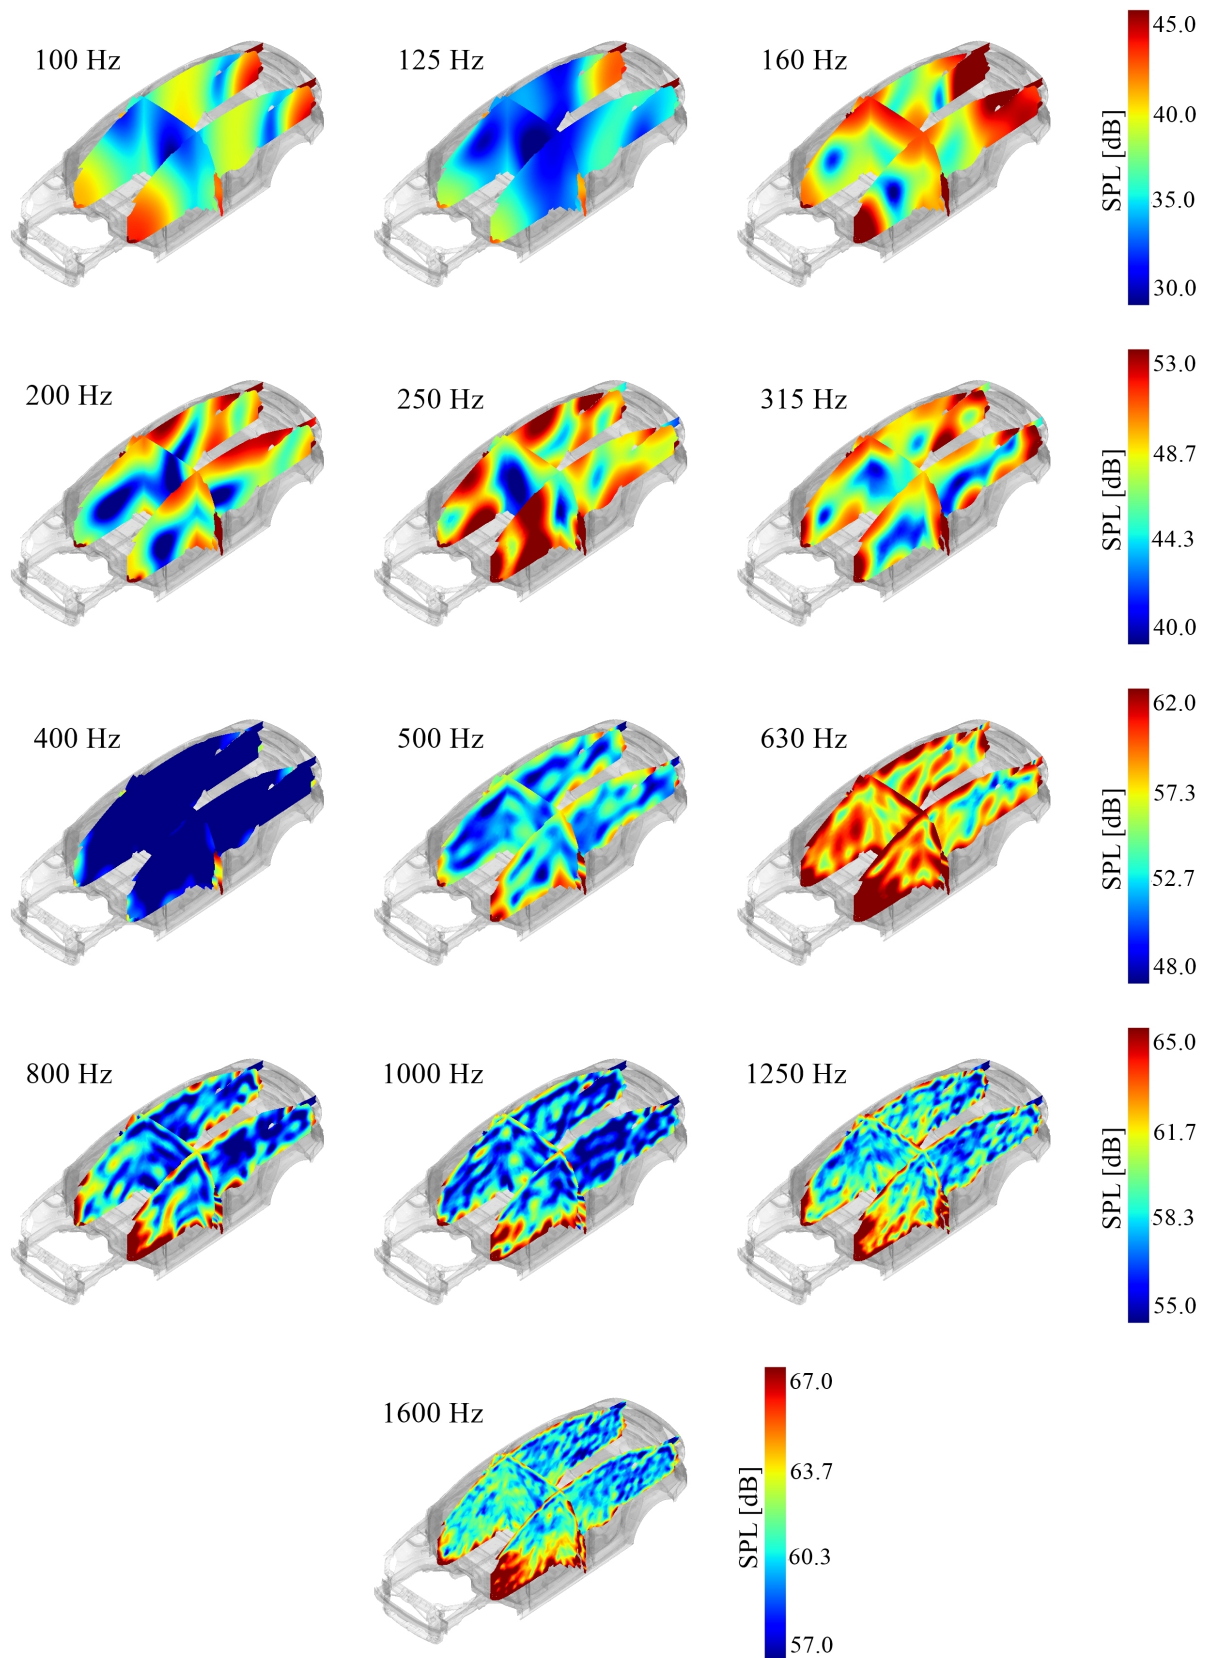 100 Hz
125 Hz
160 Hz
SPL [dB]
45.0
40.0
35.0
30.0
200 Hz
250 Hz
315 Hz
SPL [dB]
53.0
48.7
44.3
40.0
400 Hz
500 Hz
630 Hz
SPL [dB]
62.0
57.3
52.7
48.0
800 Hz
1000 Hz
1250 Hz
SPL [dB]
65.0
61.7
58.3
55.0
1600 Hz
SPL [dB]
67.0
63.7
60.3
57.0